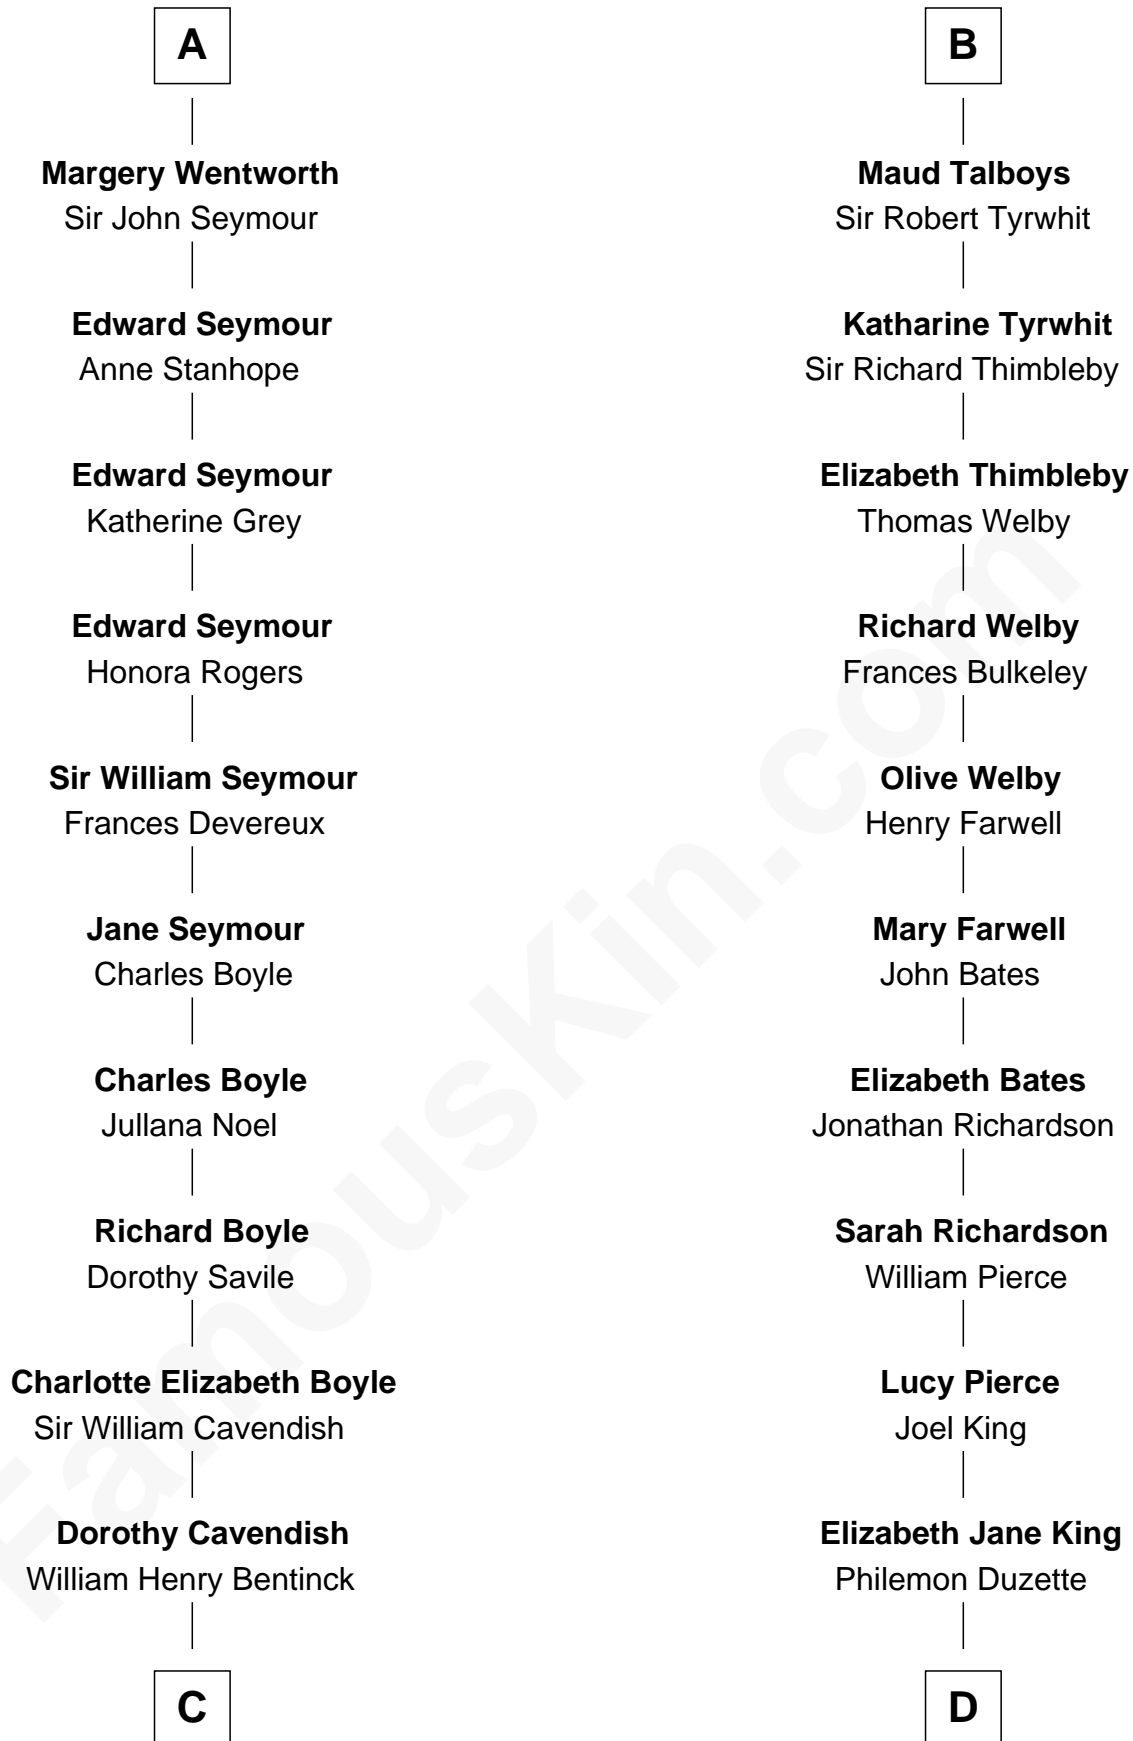 A
Margery Wentworth
Sir John Seymour
Edward Seymour
Anne Stanhope
Edward Seymour
Katherine Grey
Edward Seymour
Honora Rogers
Sir William Seymour
Frances Devereux
Jane Seymour
Charles Boyle
Charles Boyle
Jullana Noel
Richard Boyle
Dorothy Savile
Charlotte Elizabeth Boyle
Sir William Cavendish
Dorothy Cavendish
William Henry Bentinck
C
B
Maud Talboys
Sir Robert Tyrwhit
Katharine Tyrwhit
Sir Richard Thimbleby
Elizabeth Thimbleby
Thomas Welby
Richard Welby
Frances Bulkeley
Olive Welby
Henry Farwell
Mary Farwell
John Bates
Elizabeth Bates
Jonathan Richardson
Sarah Richardson
William Pierce
Lucy Pierce
Joel King
Elizabeth Jane King
Philemon Duzette
D
FamousKin.com